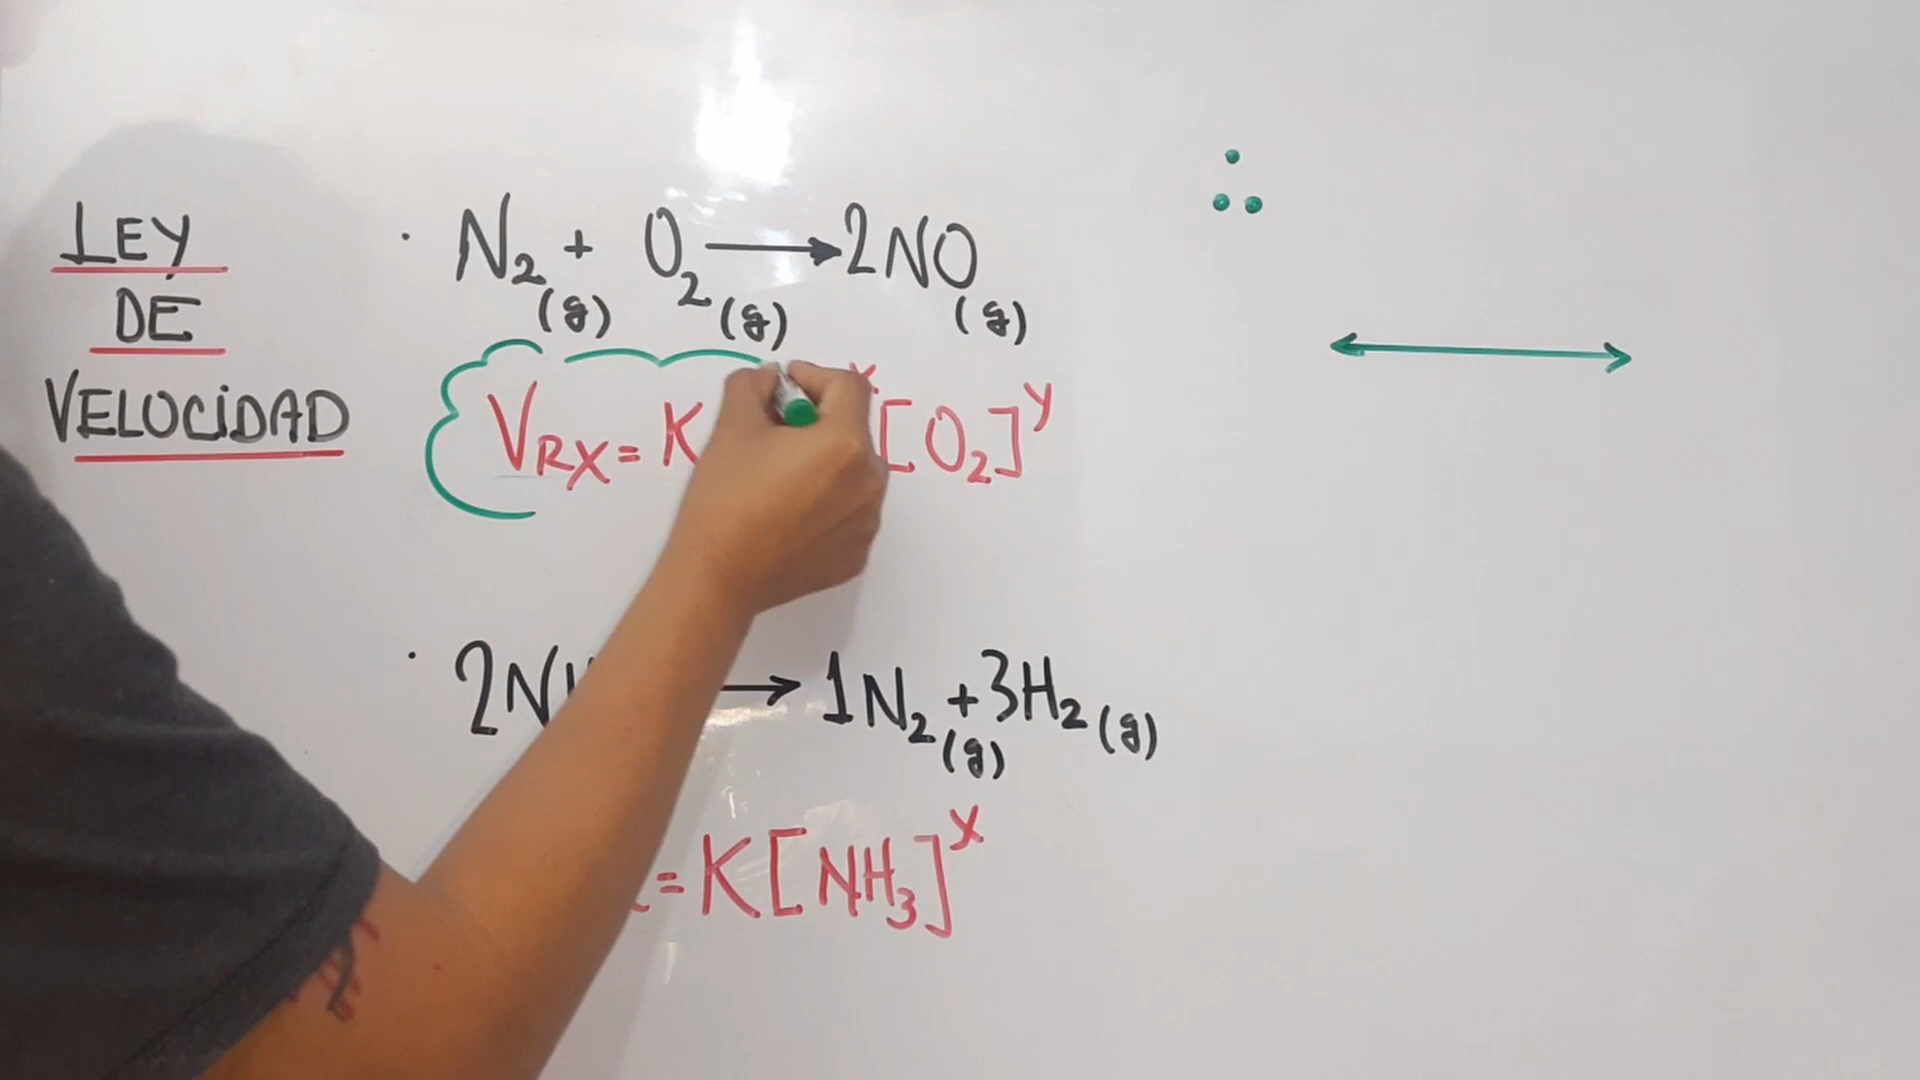 LEY
DE
VELOCIDAD
· N₂(g) + O₂(g) → 2NO(g)
VRX = K [O₂]ʸ
· 2N → 1N₂(g) + 3H₂(g)
= K[NH₃]ˣ
∴